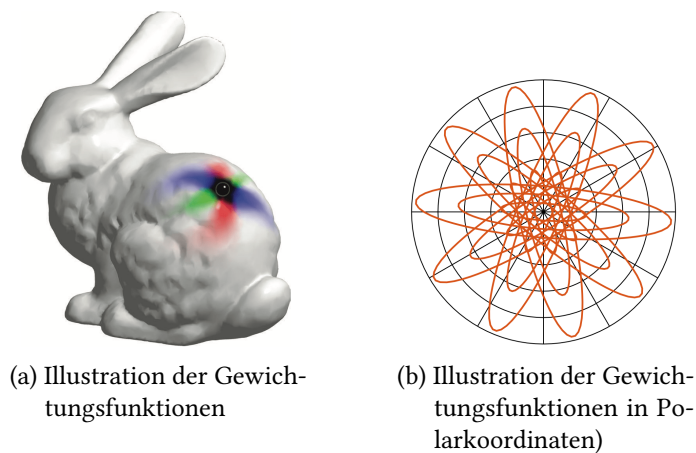 (a) Illustration der Gewich-
tungsfunktionen
(b) Illustration der Gewich-
tungsfunktionen in Po-
larkoordinaten)